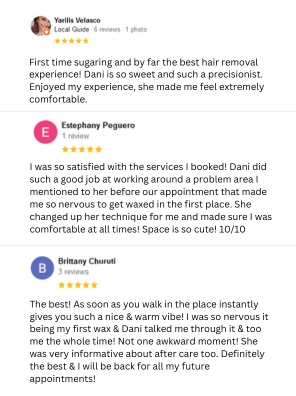 Yarilis Velasco
Local Guide · 6 reviews · 1 photo
First time sugaring and by far the best hair removal
experience! Dani is so sweet and such a precisionist.
Enjoyed my experience, she made me feel extremely
comfortable.
E
Estephany Peguero
1 review
I was so satisfied with the services I booked! Dani did
such a good job at working around a problem area I
mentioned to her before our appointment that made
me so nervous to get waxed in the first place. She
changed up her technique for me and made sure I was
comfortable at all times! Space is so cute! 10/10
B
Brittany Churuti
3 reviews
The best! As soon as you walk in the place instantly
gives you such a nice & warm vibe! I was so nervous it
being my first wax & Dani talked me through it & too
me the whole time! Not one awkward moment! She
was very informative about after care too. Definitely
the best & I will be back for all my future
appointments!